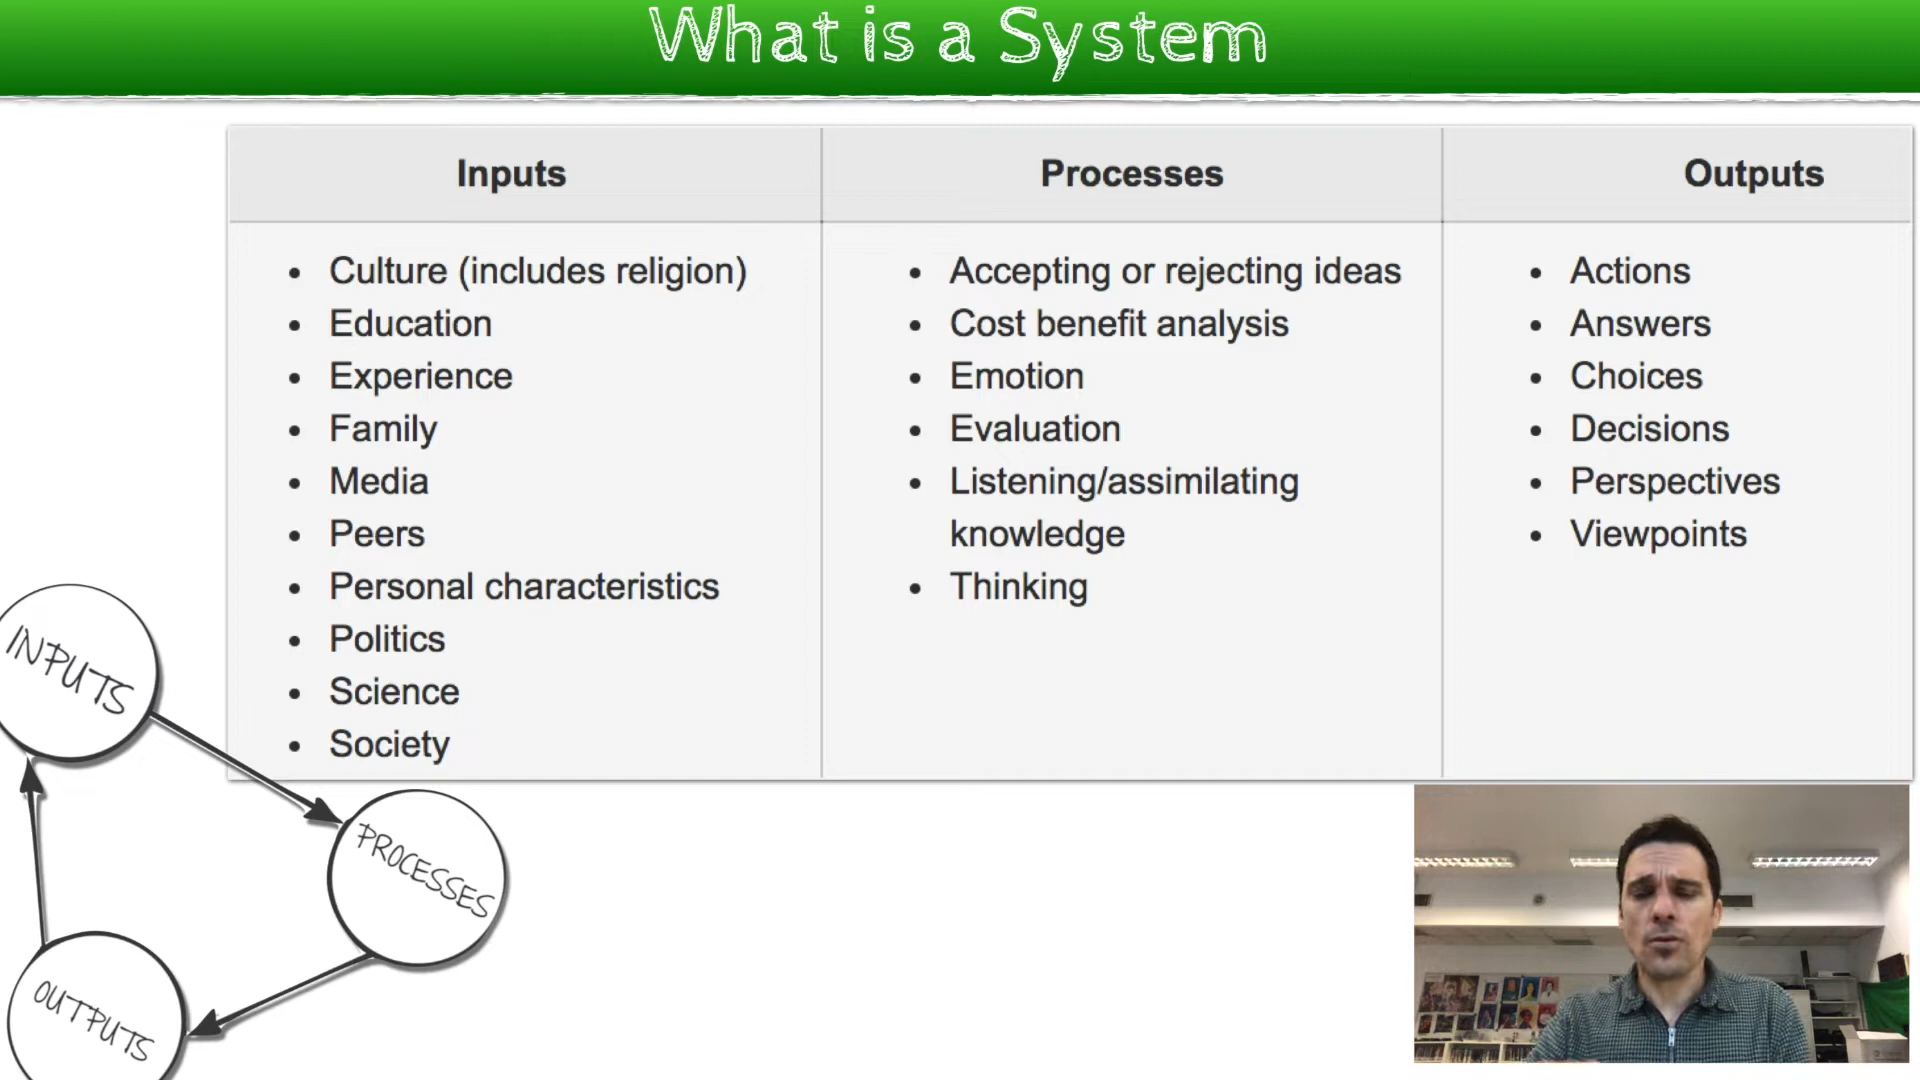 What is a System
Inputs
Processes
Outputs
• Culture (includes religion)
• Education
• Experience
• Family
• Media
• Peers
• Personal characteristics
• Politics
• Science
• Society
• Accepting or rejecting ideas
• Cost benefit analysis
• Emotion
• Evaluation
• Listening/assimilating
knowledge
• Thinking
• Actions
• Answers
• Choices
• Decisions
• Perspectives
• Viewpoints
INPUTS
PROCESSES
OUTPUTS